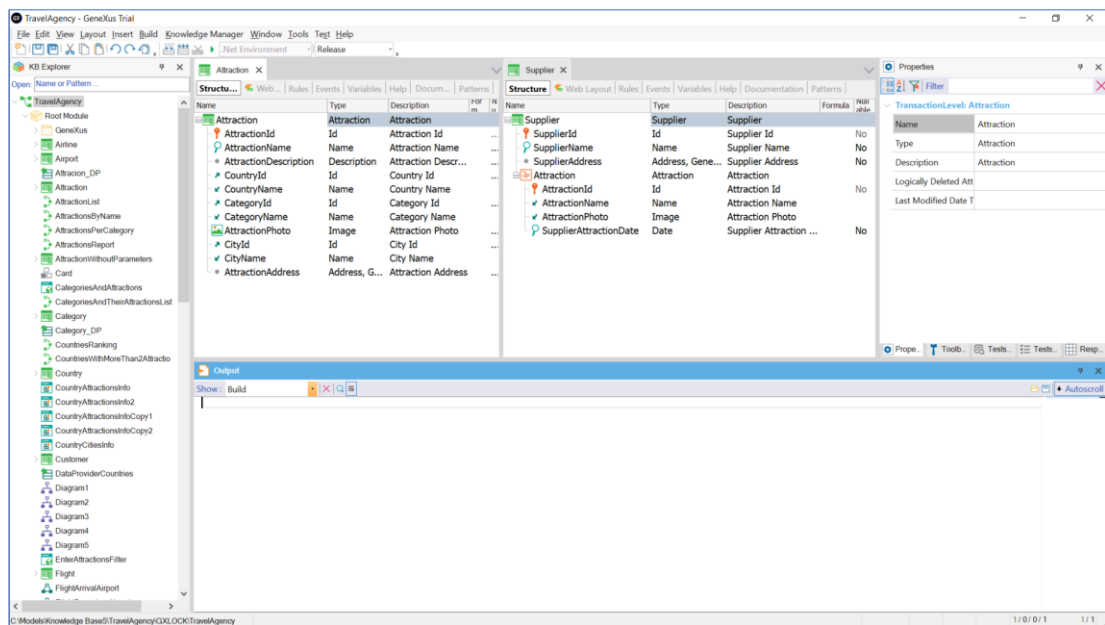 TravelAgency - GeneXus Trial
File Edit View Layout Insert Build Knowledge Manager Window Tools Test Help
.Net Environment Release
KB Explorer
Open: Name or Pattern ...
TravelAgency
Root Module
GeneXus
Airline
Airport
Attracion_DP
Attraction
AttractionList
AttractionsByName
AttractionsPerCategory
AttractionsReport
AttractionWithoutParameters
Card
CategoriesAndAttractions
CategoriesAndTheirAttractionsList
Category
Category_DP
CountriesRanking
CountriesWithMoreThan2Attractio
Country
CountryAttractionsInfo
CountryAttractionsInfo2
CountryAttractionsInfoCopy1
CountryAttractionsInfoCopy2
CountryCitiesInfo
Customer
DataProviderCountries
Diagram1
Diagram2
Diagram3
Diagram4
Diagram5
EnterAttractionsFilter
Flight
FlightArrivalAirport
Attraction
Structu... Web... Rules Events Variables Help Docum... Patterns
Name Type Description
Attraction Attraction Attraction
AttractionId Id Attraction Id ...
AttractionName Name Attraction Name ...
AttractionDescription Description Attraction Descr... ...
CountryId Id Country Id ...
CountryName Name Country Name ...
CategoryId Id Category Id ...
CategoryName Name Category Name ...
AttractionPhoto Image Attraction Photo ...
CityId Id City Id ...
CityName Name City Name ...
AttractionAddress Address, G... Attraction Address ...
Supplier
Structure Web Layout Rules Events Variables Help Documentation Patterns
Name Type Description Formula
Supplier Supplier Supplier
SupplierId Id Supplier Id No
SupplierName Name Supplier Name No
SupplierAddress Address, Gene... Supplier Address No
Attraction Attraction Attraction
AttractionId Id Attraction Id No
AttractionName Name Attraction Name
AttractionPhoto Image Attraction Photo
SupplierAttractionDate Date Supplier Attraction ... No
Properties
Filter
TransactionLevel: Attraction
Name Attraction
Type Attraction
Description Attraction
Logically Deleted Att
Last Modified Date T
Prope... Toolb... Tests... Tests... Resp...
Output
Show: Build
Autoscroll
C:\Models\Knowledge Base5\TravelAgency\GXLOCK\TravelAgency
1/0/0/1 1/1